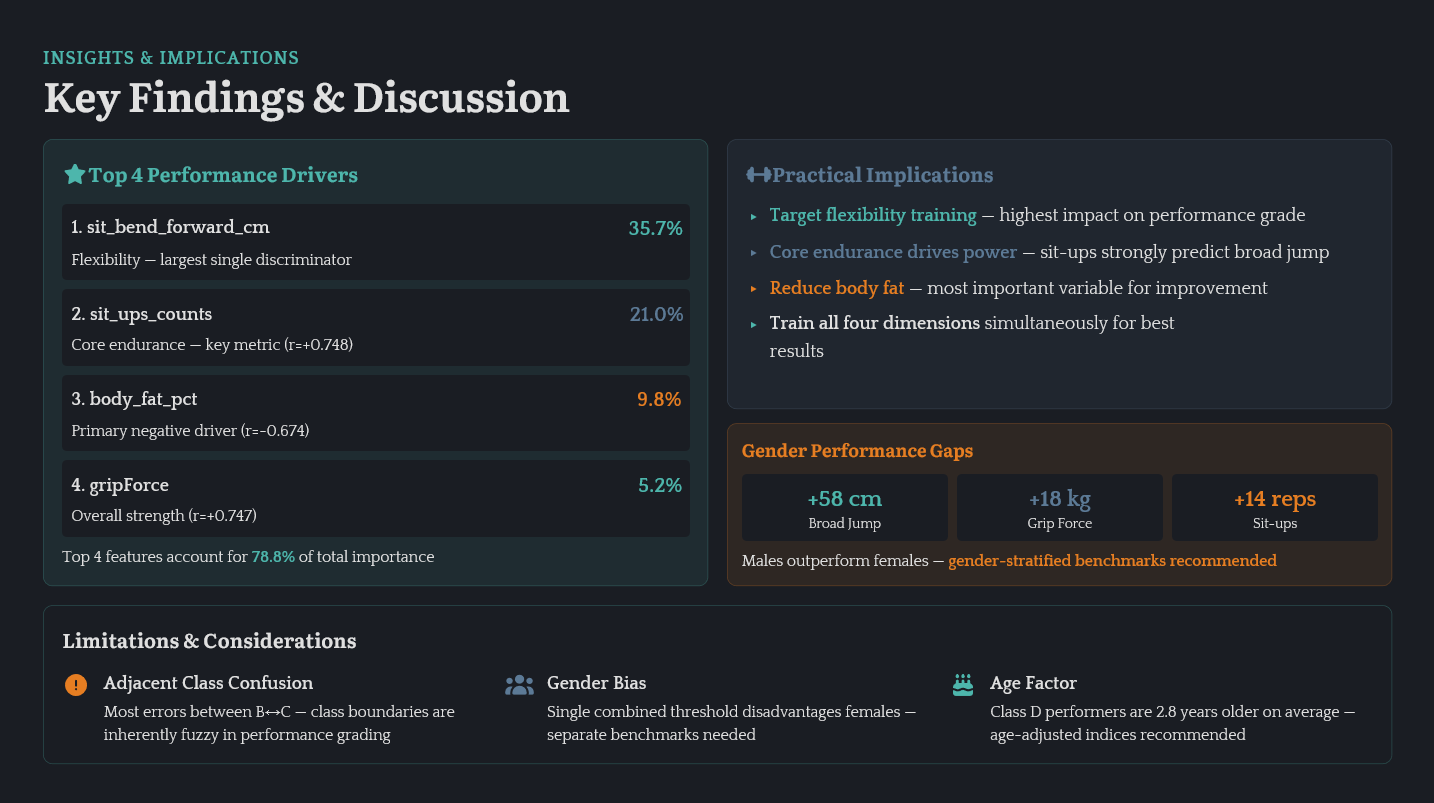 INSIGHTS & IMPLICATIONS
Key Findings & Discussion
Top 4 Performance Drivers
1. sit_bend_forward_cm
35.7%
Flexibility — largest single discriminator
2. sit_ups_counts
21.0%
Core endurance — key metric (r=+0.748)
3. body_fat_pct
9.8%
Primary negative driver (r=−0.674)
4. gripForce
5.2%
Overall strength (r=+0.747)
Top 4 features account for 78.8% of total importance
Practical Implications
▸ Target flexibility training — highest impact on performance grade
▸ Core endurance drives power — sit-ups strongly predict broad jump
▸ Reduce body fat — most important variable for improvement
▸ Train all four dimensions simultaneously for best
results
Gender Performance Gaps
+58 cm
Broad Jump
+18 kg
Grip Force
+14 reps
Sit-ups
Males outperform females — gender-stratified benchmarks recommended
Limitations & Considerations
Adjacent Class Confusion
Most errors between B↔C — class boundaries are
inherently fuzzy in performance grading
Gender Bias
Single combined threshold disadvantages females —
separate benchmarks needed
Age Factor
Class D performers are 2.8 years older on average —
age-adjusted indices recommended